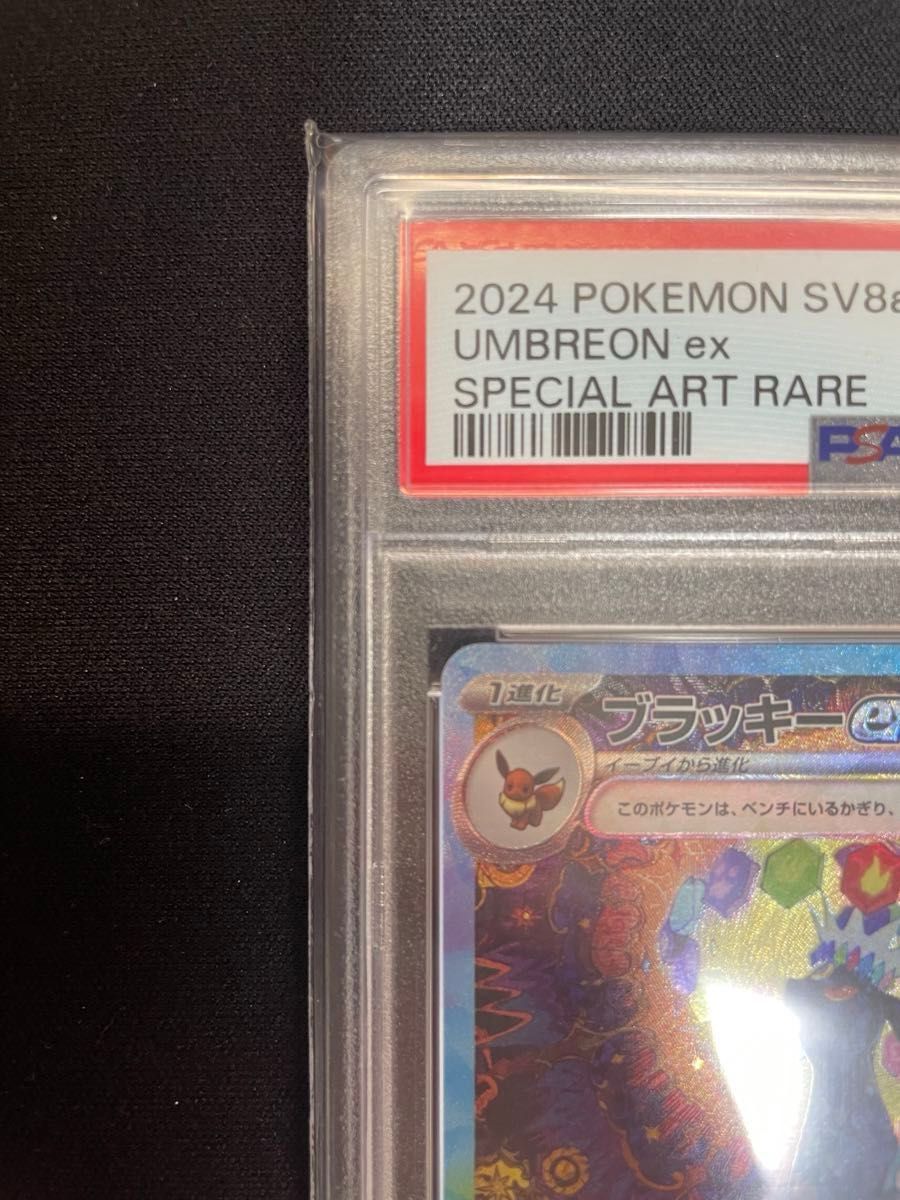 2024 POKEMON SV8a
UMBREON ex
SPECIAL ART RARE
PSA
1進化
ブラッキー
イーブイから進化
このポケモンは、ベンチにいるかぎり、